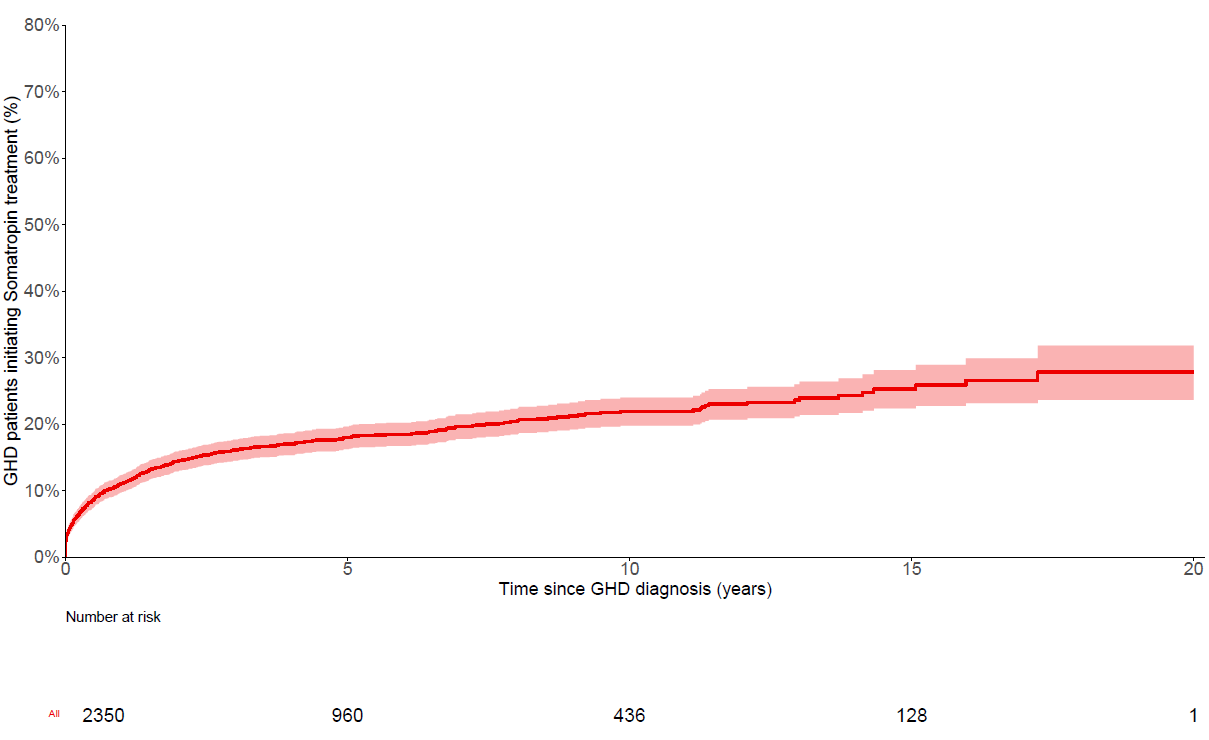 GHD patients initiating Somatropin treatment (%)
80%
70%
60%
50%
40%
30%
20%
10%
0%
0 5 10 15 20
Time since GHD diagnosis (years)
Number at risk
All 2350 960 436 128 1